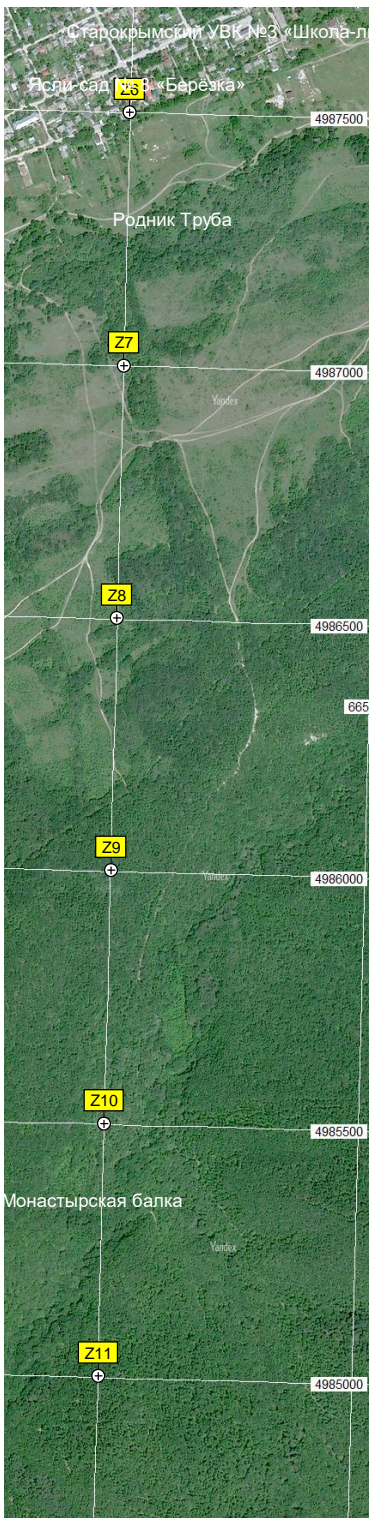 Старокрымский УВК №3 «Школа-л
Ясли-сад №3 «Берёзка»
Z6
4987500
Родник Труба
Z7
4987000
Yandex
Z8
4986500
665
Z9
4986000
Yandex
Z10
4985500
Монастырская балка
Yandex
Z11
4985000